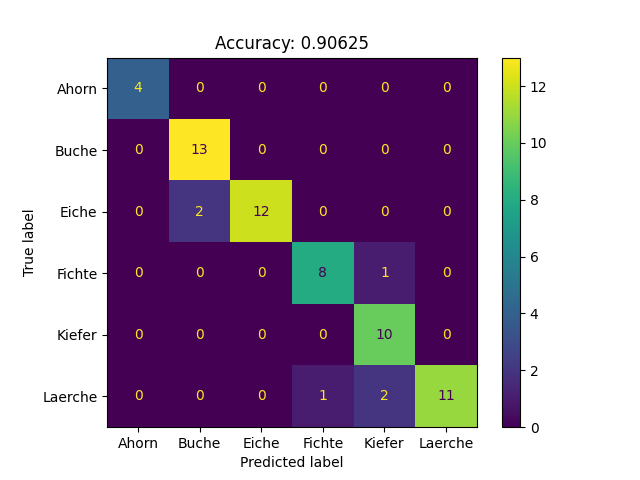 Accuracy: 0.90625
Ahorn 4 0 0 0 0 0
Buche 0 13 0 0 0 0
Eiche 0 2 12 0 0 0
Fichte 0 0 0 8 1 0
Kiefer 0 0 0 0 10 0
Laerche 0 0 0 1 2 11
Ahorn Buche Eiche Fichte Kiefer Laerche
Predicted label
True label
12
10
8
6
4
2
0